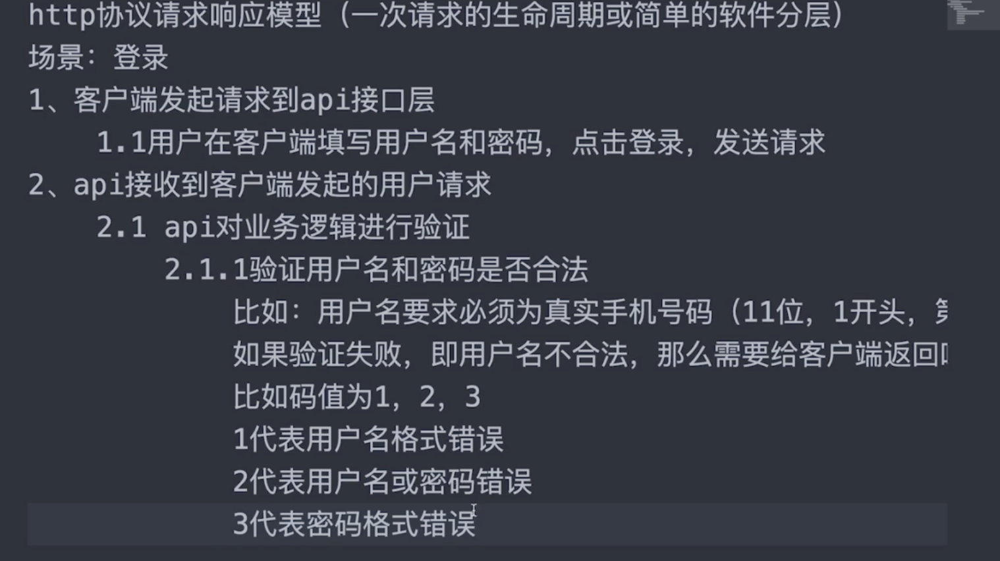 http协议请求响应模型（一次请求的生命周期或简单的软件分层）
场景：登录
1、客户端发起请求到api接口层
1.1用户在客户端填写用户名和密码，点击登录，发送请求
2、api接收到客户端发起的用户请求
2.1 api对业务逻辑进行验证
2.1.1验证用户名和密码是否合法
比如：用户名要求必须为真实手机号码（11位，1开头，
如果验证失败，即用户名不合法，那么需要给客户端返回
比如码值为1，2，3
1代表用户名格式错误
2代表用户名或密码错误
3代表密码格式错误